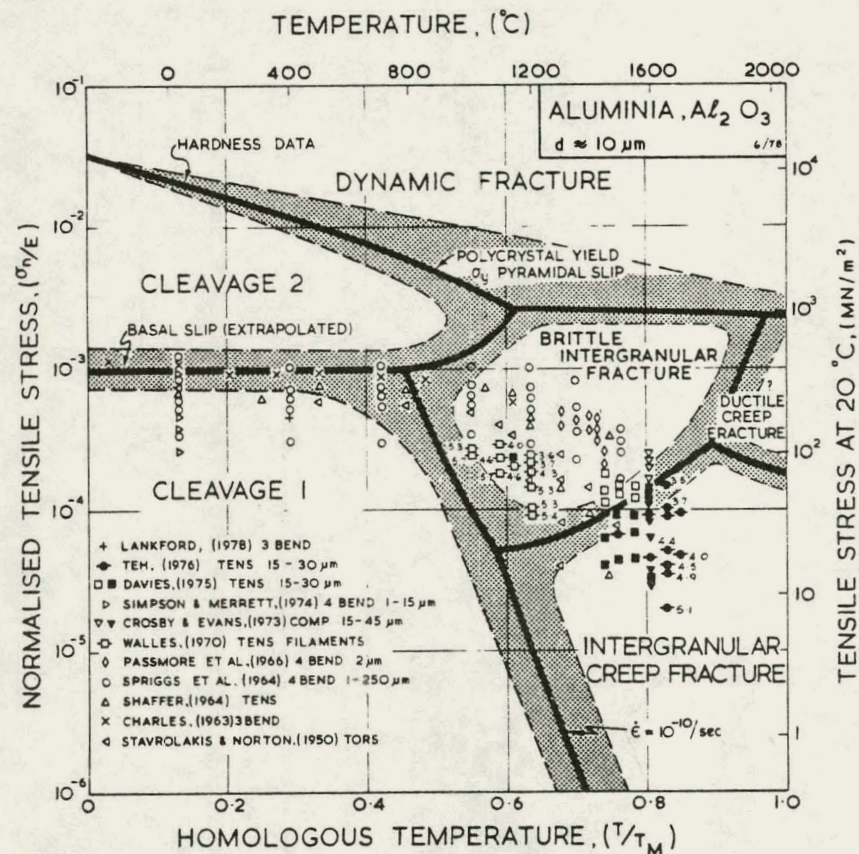 TEMPERATURE, (°C)
0 400 800 1200 1600 2000
ALUMINIA, Al₂O₃
d ≈ 10 μm 6/78
HARDNESS DATA
DYNAMIC FRACTURE
POLYCRYSTAL YIELD
σy PYRAMIDAL SLIP
CLEAVAGE 2
BASAL SLIP (EXTRAPOLATED)
BRITTLE
INTERGRANULAR
FRACTURE
?
DUCTILE
CREEP
FRACTURE
CLEAVAGE 1
+ LANKFORD, (1978) 3 BEND
TEH, (1976) TENS 15-30 μm
DAVIES, (1975) TENS 15-30 μm
SIMPSON & MERRETT, (1974) 4 BEND 1-15 μm
CROSBY & EVANS, (1973) COMP 15-45 μm
WALLES, (1970) TENS FILAMENTS
PASSMORE ET AL, (1966) 4 BEND 2 μm
SPRIGGS ET AL, (1964) 4 BEND 1-250 μm
SHAFFER, (1964) TENS
× CHARLES, (1963) 3 BEND
STAVROLAKIS & NORTON, (1950) TORS
INTERGRANULAR
CREEP FRACTURE
ε̇ = 10⁻¹⁰/sec
NORMALISED TENSILE STRESS, (σn/E)
10⁻¹
10⁻²
10⁻³
10⁻⁴
10⁻⁵
10⁻⁶
TENSILE STRESS AT 20 °C, (MN/m²)
10⁴
10³
10²
10
1
0 0·2 0·4 0·6 0·8 1·0
HOMOLOGOUS TEMPERATURE, (T/TM)